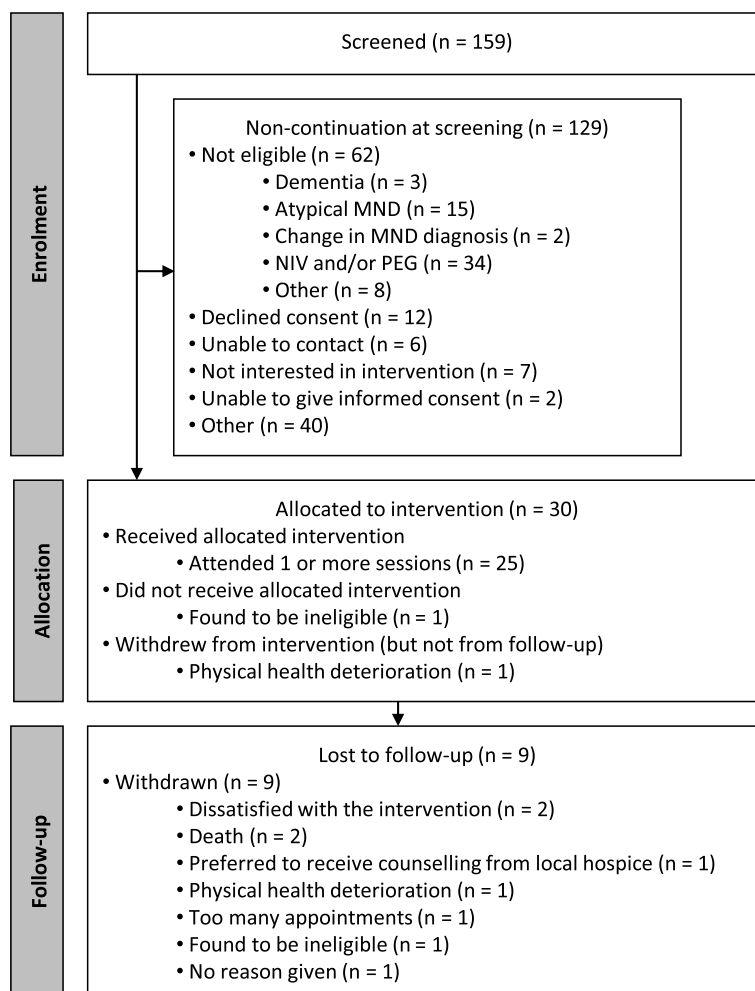 Enrolment
Screened (n = 159)
Non-continuation at screening (n = 129)
• Not eligible (n = 62)
• Dementia (n = 3)
• Atypical MND (n = 15)
• Change in MND diagnosis (n = 2)
• NIV and/or PEG (n = 34)
• Other (n = 8)
• Declined consent (n = 12)
• Unable to contact (n = 6)
• Not interested in intervention (n = 7)
• Unable to give informed consent (n = 2)
• Other (n = 40)
Allocation
Allocated to intervention (n = 30)
• Received allocated intervention
• Attended 1 or more sessions (n = 25)
• Did not receive allocated intervention
• Found to be ineligible (n = 1)
• Withdrew from intervention (but not from follow-up)
• Physical health deterioration (n = 1)
Follow-up
Lost to follow-up (n = 9)
• Withdrawn (n = 9)
• Dissatisfied with the intervention (n = 2)
• Death (n = 2)
• Preferred to receive counselling from local hospice (n = 1)
• Physical health deterioration (n = 1)
• Too many appointments (n = 1)
• Found to be ineligible (n = 1)
• No reason given (n = 1)